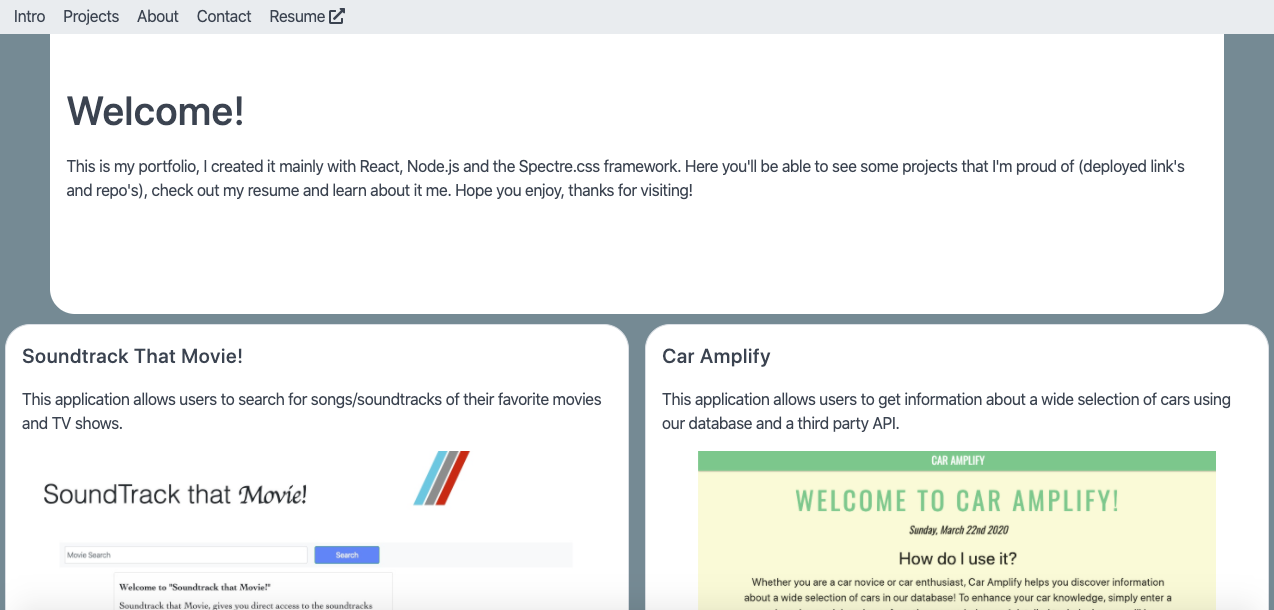 Intro Projects About Contact Resume
Welcome!
This is my portfolio, I created it mainly with React, Node.js and the Spectre.css framework. Here you'll be able to see some projects that I'm proud of (deployed link's
and repo's), check out my resume and learn about it me. Hope you enjoy, thanks for visiting!
Soundtrack That Movie!
This application allows users to search for songs/soundtracks of their favorite movies
and TV shows.
SoundTrack that Movie!
Movie Search
Search
Welcome to "Soundtrack that Movie!"
Soundtrack that Movie, gives you direct access to the soundtracks
Car Amplify
This application allows users to get information about a wide selection of cars using
our database and a third party API.
CAR AMPLIFY
WELCOME TO CAR AMPLIFY!
Sunday, March 22nd 2020
How do I use it?
Whether you are a car novice or car enthusiast, Car Amplify helps you discover information
about a wide selection of cars in our database! To enhance your car knowledge, simply enter a